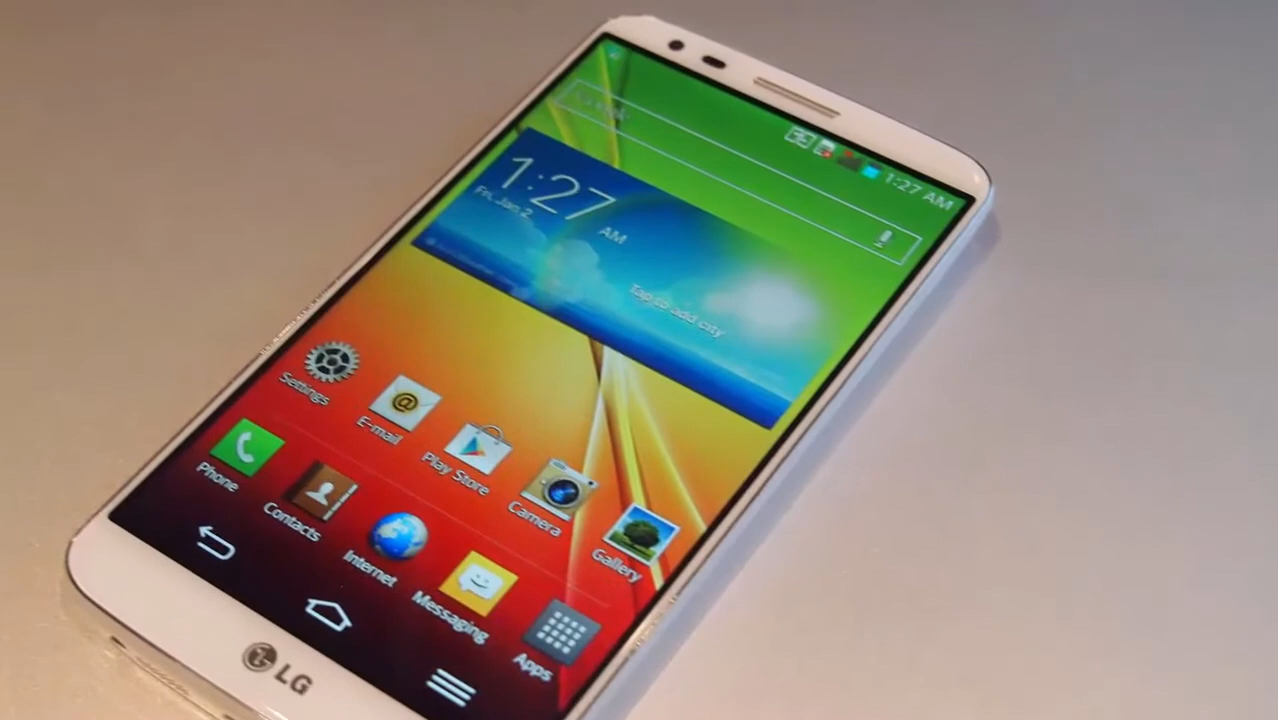 1:27 AM
1:27
AM
Fri, Jan 2
Tap to add city
Settings
E-mail
Play Store
Camera
Gallery
Phone
Contacts
Internet
Messaging
Apps
LG